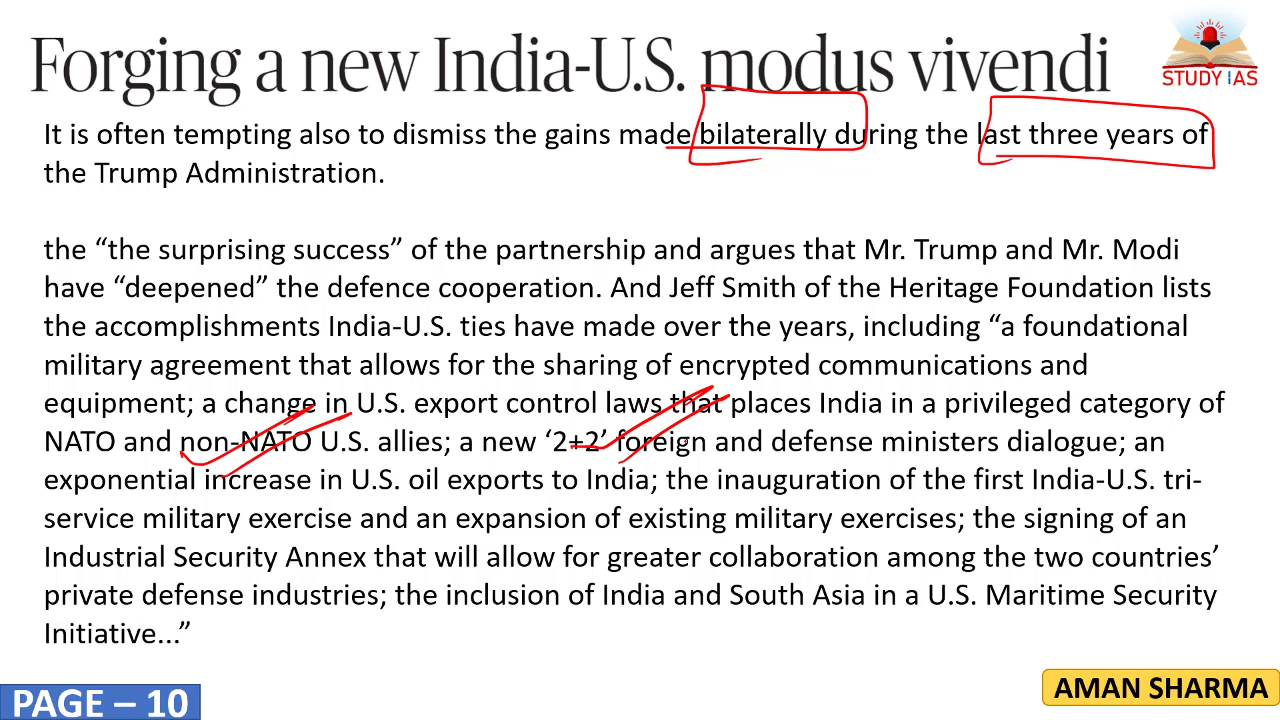 Forging a new India-U.S. modus vivendi
STUDY IAS
It is often tempting also to dismiss the gains made bilaterally during the last three years of
the Trump Administration.
the “the surprising success” of the partnership and argues that Mr. Trump and Mr. Modi
have “deepened” the defence cooperation. And Jeff Smith of the Heritage Foundation lists
the accomplishments India-U.S. ties have made over the years, including “a foundational
military agreement that allows for the sharing of encrypted communications and
equipment; a change in U.S. export control laws that places India in a privileged category of
NATO and non-NATO U.S. allies; a new ‘2+2’ foreign and defense ministers dialogue; an
exponential increase in U.S. oil exports to India; the inauguration of the first India-U.S. tri-
service military exercise and an expansion of existing military exercises; the signing of an
Industrial Security Annex that will allow for greater collaboration among the two countries’
private defense industries; the inclusion of India and South Asia in a U.S. Maritime Security
Initiative...”
PAGE – 10
AMAN SHARMA